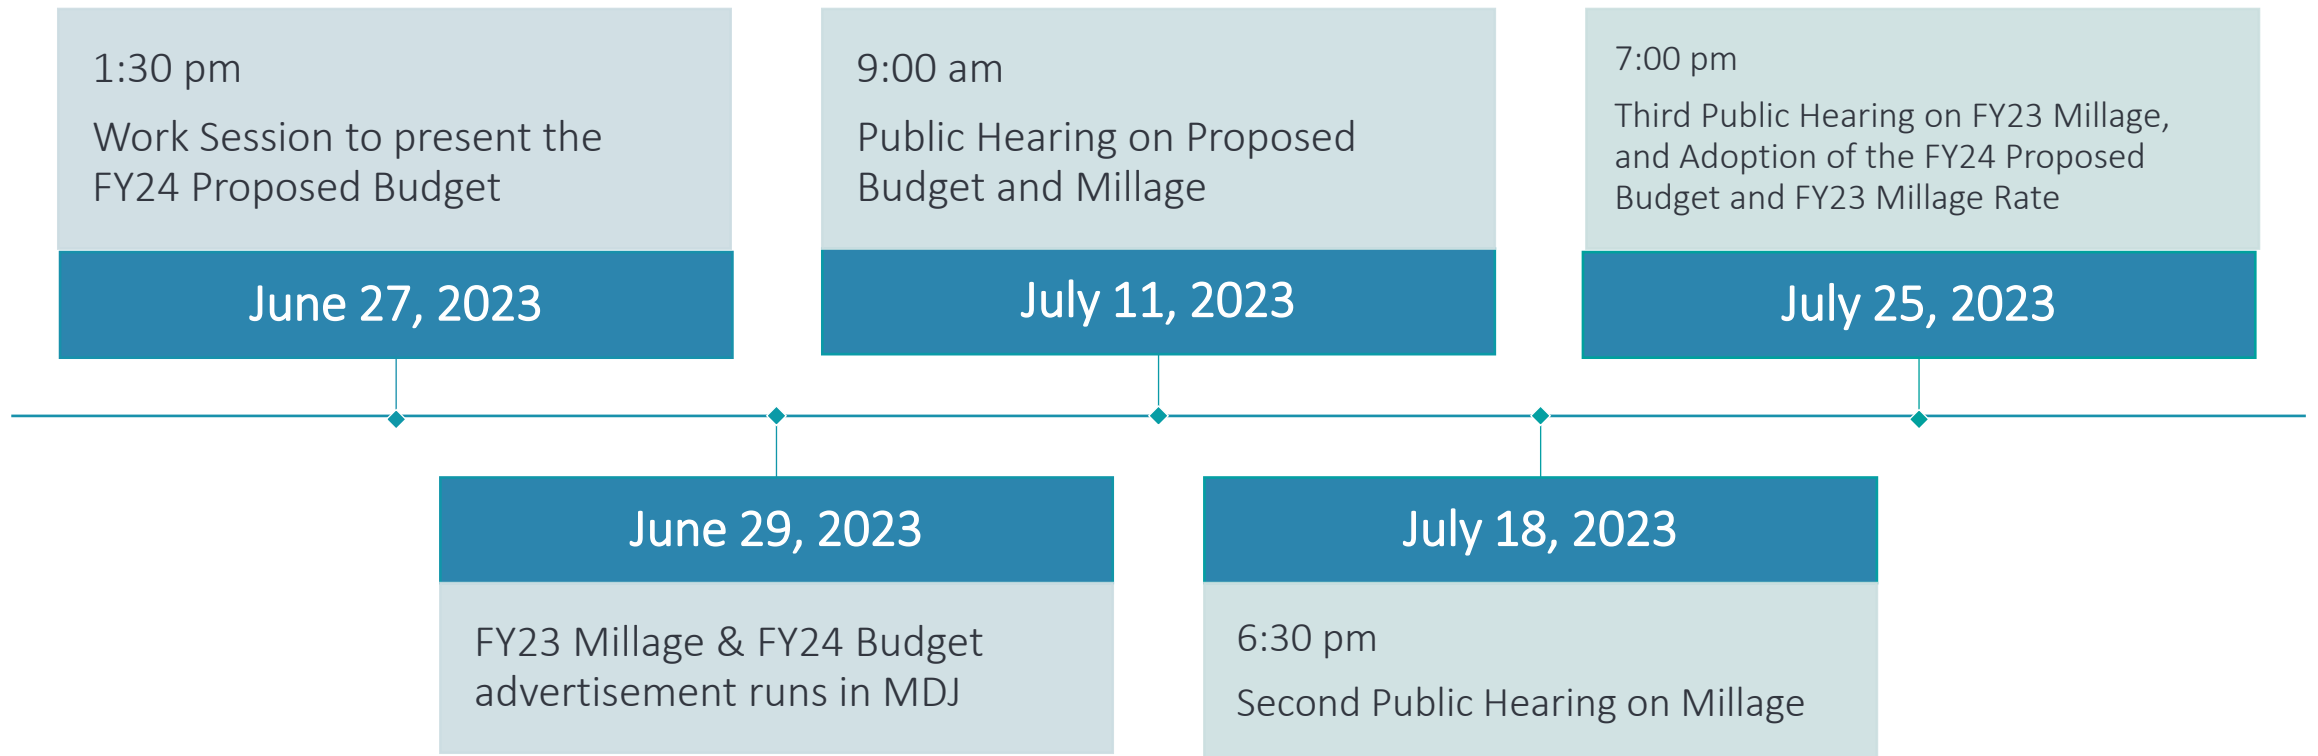 1:30 pm
Work Session to present the
FY24 Proposed Budget
June 27, 2023
FY23 Millage & FY24 Budget
advertisement runs in MDJ
June 29, 2023
9:00 am
Public Hearing on Proposed
Budget and Millage
July 11, 2023
July 18, 2023
6:30 pm
Second Public Hearing on Millage
7:00 pm
Third Public Hearing on FY23 Millage,
and Adoption of the FY24 Proposed
Budget and FY23 Millage Rate
July 25, 2023